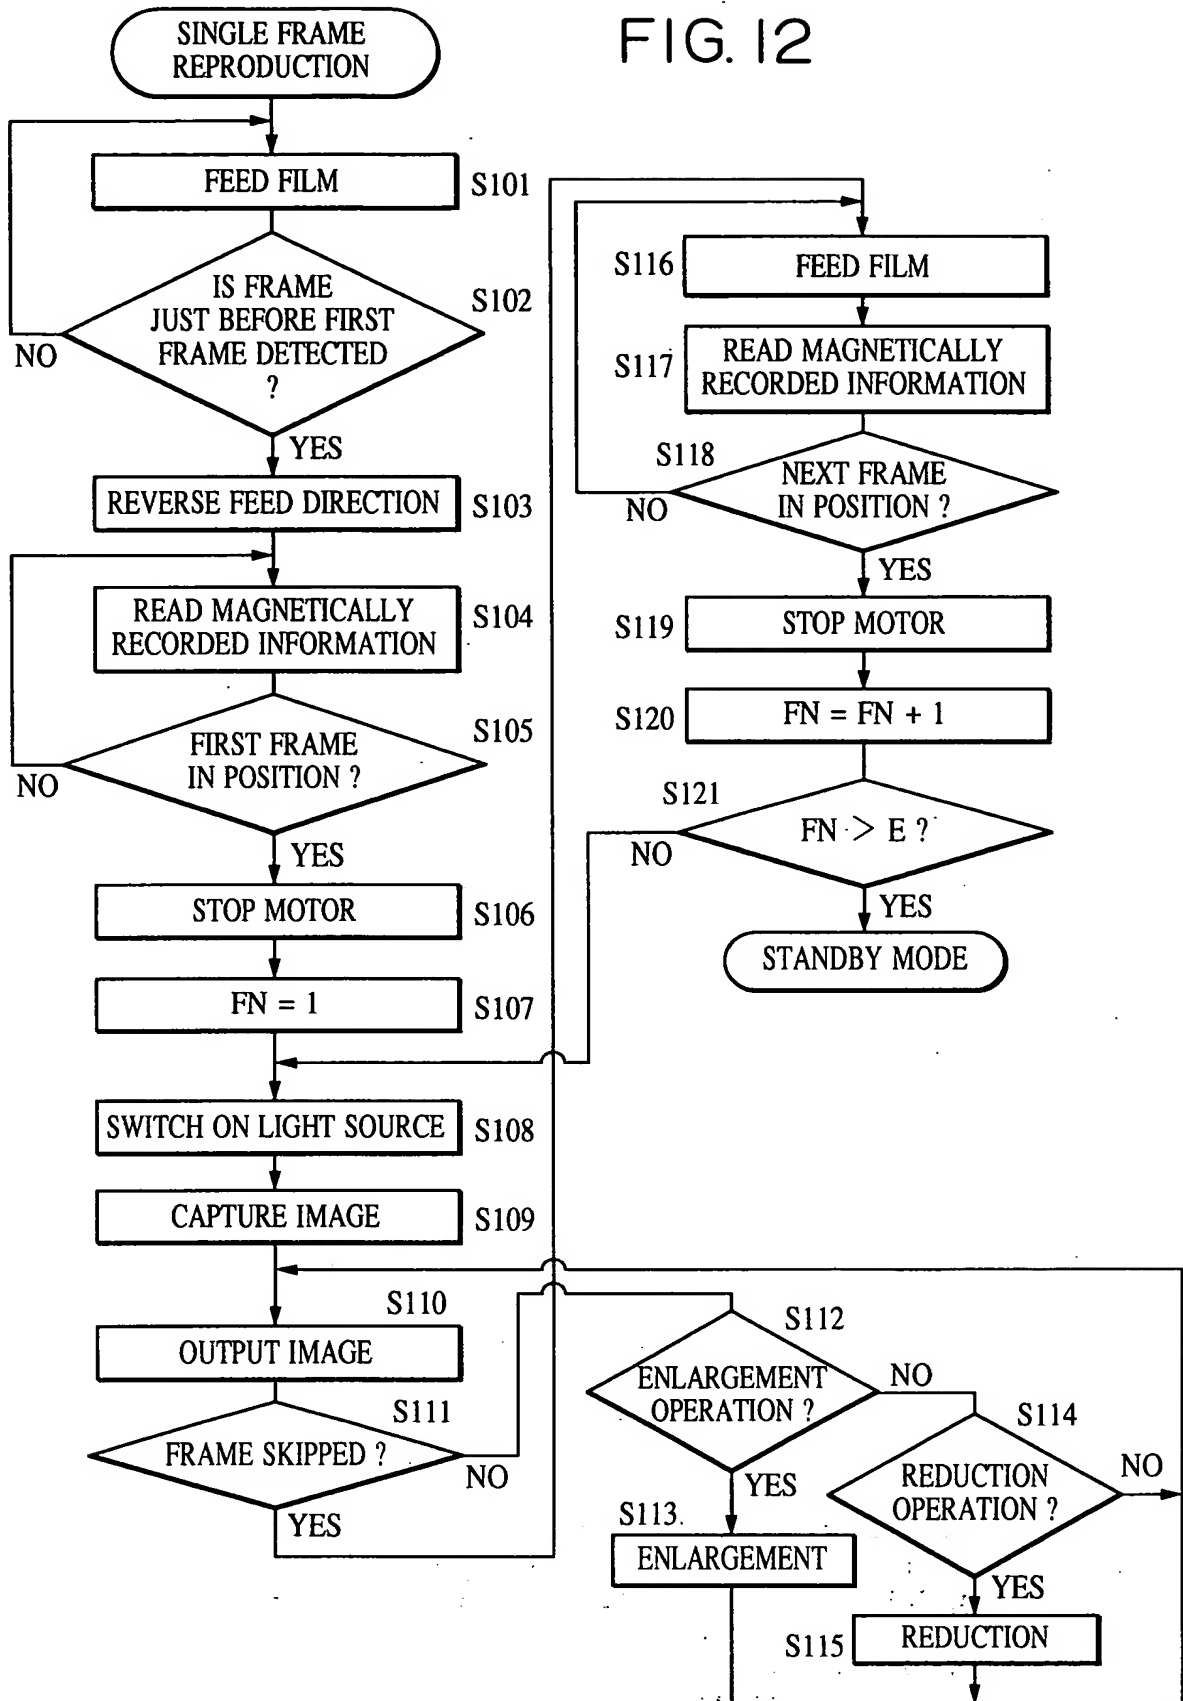 FIG. 12
SINGLE FRAME
REPRODUCTION
FEED FILM
S101
IS FRAME
JUST BEFORE FIRST
FRAME DETECTED
?
S102
NO
YES
REVERSE FEED DIRECTION
S103
READ MAGNETICALLY
RECORDED INFORMATION
S104
FIRST FRAME
IN POSITION ?
S105
NO
YES
STOP MOTOR
S106
FN = 1
S107
SWITCH ON LIGHT SOURCE
S108
CAPTURE IMAGE
S109
S110
OUTPUT IMAGE
S111
FRAME SKIPPED ?
NO
YES
S112
ENLARGEMENT
OPERATION ?
NO
YES
S113.
ENLARGEMENT
S114
REDUCTION
OPERATION ?
NO
YES
S115
REDUCTION
S116
FEED FILM
S117
READ MAGNETICALLY
RECORDED INFORMATION
S118
NEXT FRAME
IN POSITION ?
NO
YES
S119
STOP MOTOR
S120
FN = FN + 1
S121
FN > E ?
NO
YES
STANDBY MODE